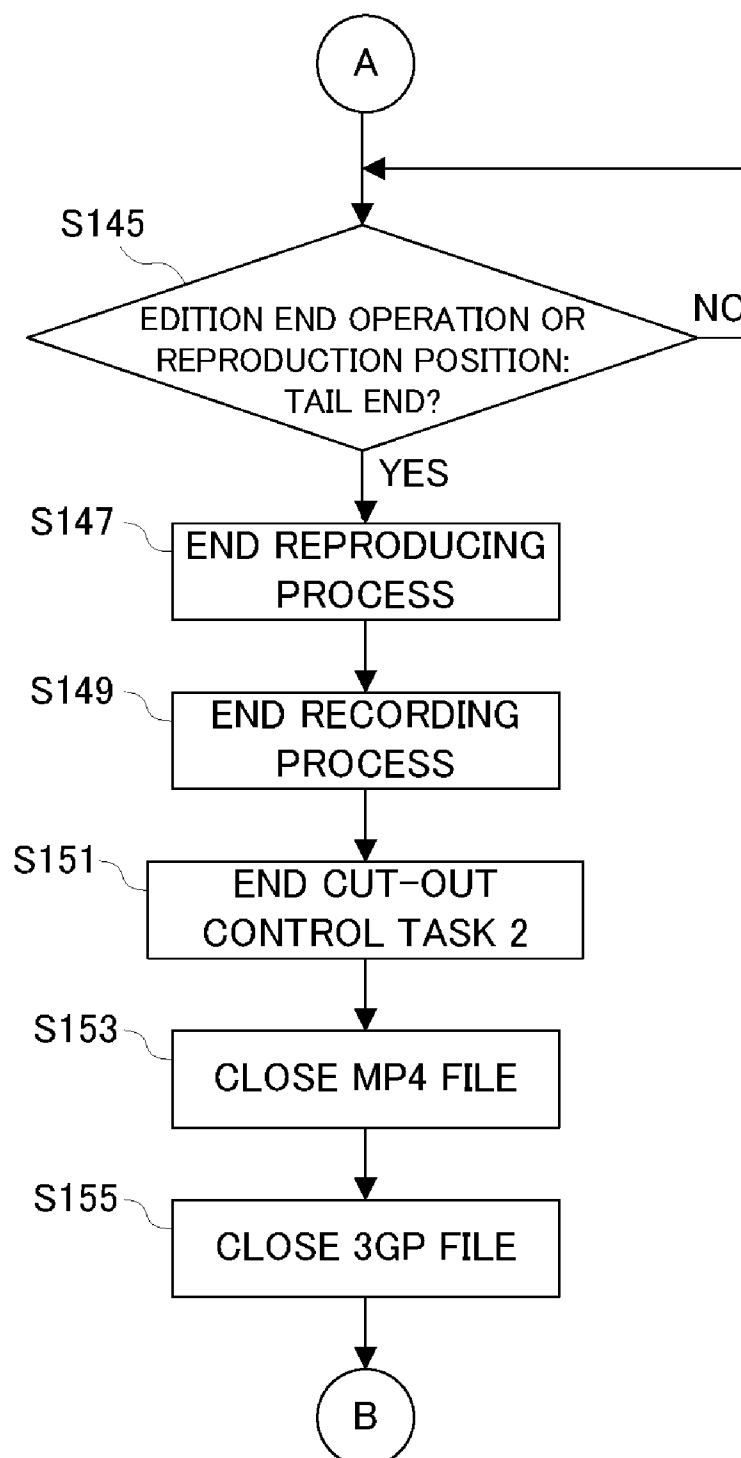 A
S145
EDITION END OPERATION OR
REPRODUCTION POSITION:
TAIL END?
NO
YES
S147
END REPRODUCING
PROCESS
S149
END RECORDING
PROCESS
S151
END CUT-OUT
CONTROL TASK 2
S153
CLOSE MP4 FILE
S155
CLOSE 3GP FILE
B